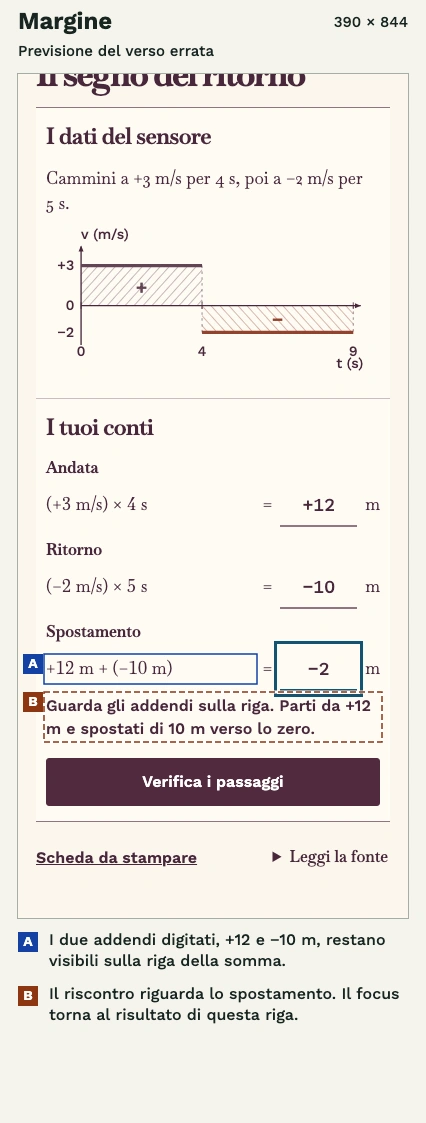 Margine
390 × 844
Previsione del verso errata
Il segno del ritorno
I dati del sensore
Cammini a +3 m/s per 4 s, poi a −2 m/s per
5 s.
v (m/s)
+3
+
0
−
−2
0
4
9
t (s)
I tuoi conti
Andata
(+3 m/s) × 4 s = +12 m
Ritorno
(−2 m/s) × 5 s = −10 m
Spostamento
A +12 m + (−10 m) = −2 m
B Guarda gli addendi sulla riga. Parti da +12
m e spostati di 10 m verso lo zero.
Verifica i passaggi
Scheda da stampare
▶ Leggi la fonte
A I due addendi digitati, +12 e −10 m, restano
visibili sulla riga della somma.
B Il riscontro riguarda lo spostamento. Il focus
torna al risultato di questa riga.